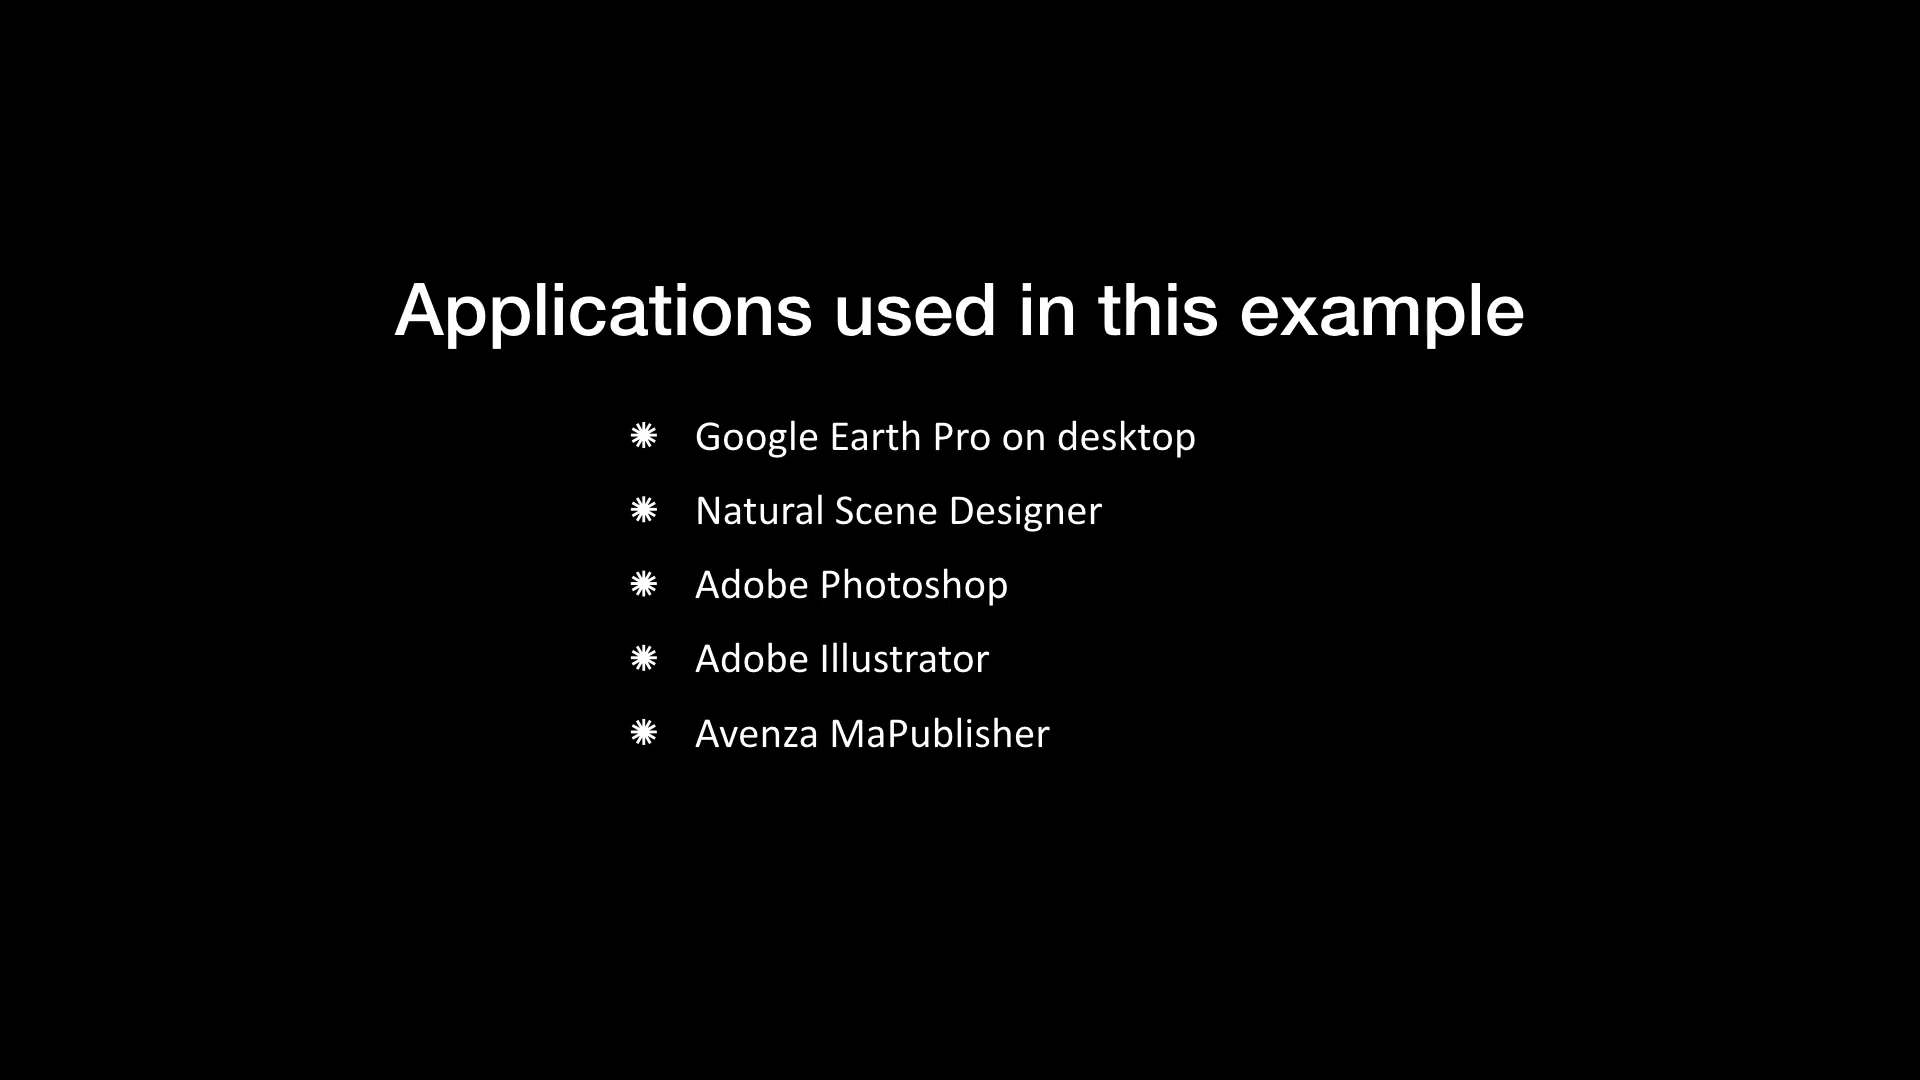 Applications used in this example
✺ Google Earth Pro on desktop
✺ Natural Scene Designer
✺ Adobe Photoshop
✺ Adobe Illustrator
✺ Avenza MaPublisher